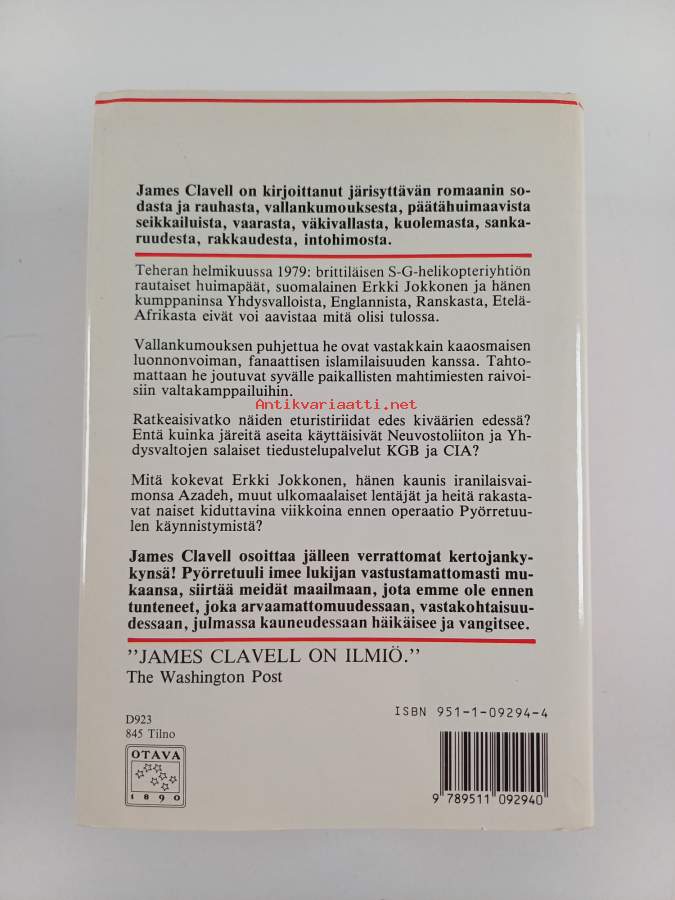 James Clavell on kirjoittanut järisyttävän romaanin so-
dasta ja rauhasta, vallankumouksesta, päätähuimaavista
seikkailuista, vaarasta, väkivallasta, kuolemasta, sanka-
ruudesta, rakkaudesta, intohimosta.
Teheran helmikuussa 1979: brittiläisen S-G-helikopteriyhtiön
rautaiset huimapäät, suomalainen Erkki Jokkonen ja hänen
kumppaninsa Yhdysvalloista, Englannista, Ranskasta, Etelä-
Afrikasta eivät voi aavistaa mitä olisi tulossa.
Vallankumouksen puhjettua he ovat vastakkain kaaosmaisen
luonnonvoiman, fanaattisen islamilaisuuden kanssa. Tahto-
mattaan he joutuvat syvälle paikallisten mahtimiesten raivoi-
siin valtakamppailuihin.
Antikvariaatti.net
Ratkeaisivatko näiden eturistiriidat edes kiväärien edessä?
Entä kuinka järeitä aseita käyttäisivät Neuvostoliiton ja Yh-
dysvaltojen salaiset tiedustelupalvelut KGB ja CIA?
Mitä kokevat Erkki Jokkonen, hänen kaunis iranilaisvai-
monsa Azadeh, muut ulkomaalaiset lentäjät ja heitä rakasta-
vat naiset kiduttavina viikkoina ennen operaatio Pyörretuu-
len käynnistymistä?
James Clavell osoittaa jälleen verrattomat kertojanky-
kynsä! Pyörretuuli imee lukijan vastustamattomasti mu-
kaansa, siirtää meidät maailmaan, jota emme ole ennen
tunteneet, joka arvaamattomuudessaan, vastakohtaisuu-
dessaan, julmassa kauneudessaan häikäisee ja vangitsee.
"JAMES CLAVELL ON ILMIÖ."
The Washington Post
ISBN 951-1-09294-4
D923
845 Tilno
OTAVA
1890
9 789511 092940